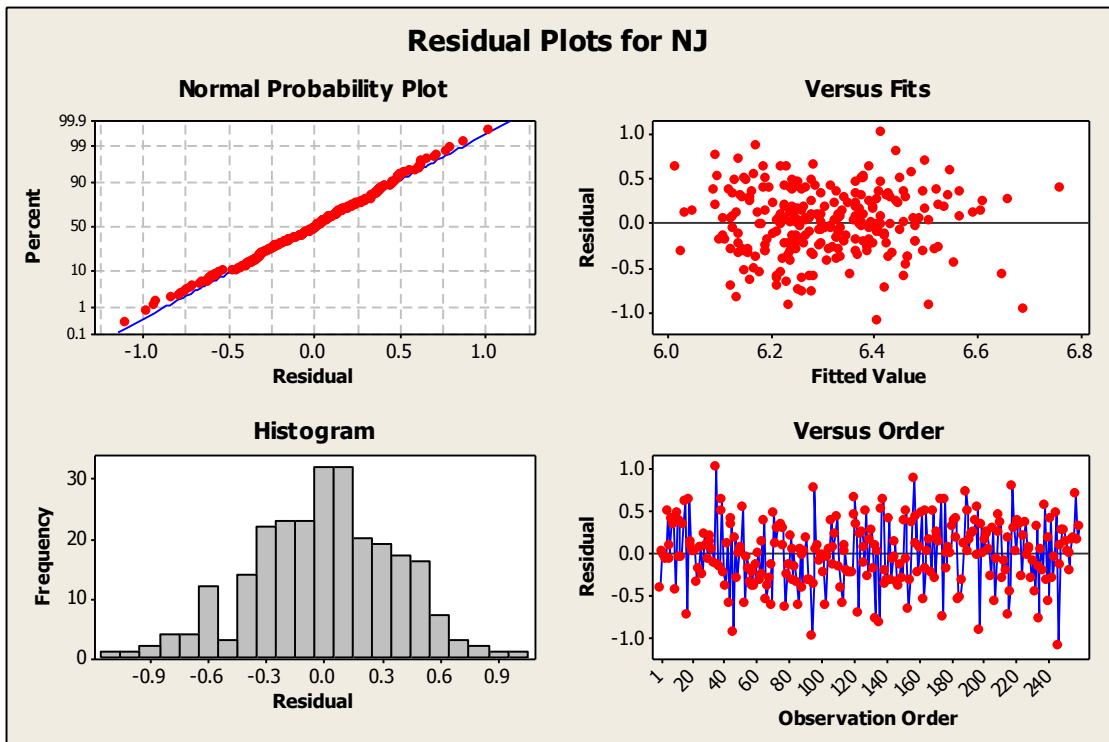 Residual Plots for NJ
Normal Probability Plot
99.9
99
90
50
10
1
0.1
Percent
-1.0 -0.5 0.0 0.5 1.0
Residual
Versus Fits
1.0
0.5
0.0
-0.5
-1.0
Residual
6.0 6.2 6.4 6.6 6.8
Fitted Value
Histogram
30
20
10
0
Frequency
-0.9 -0.6 -0.3 0.0 0.3 0.6 0.9
Residual
Versus Order
1.0
0.5
0.0
-0.5
-1.0
Residual
1 20 40 60 80 100 120 140 160 180 200 220 240
Observation Order